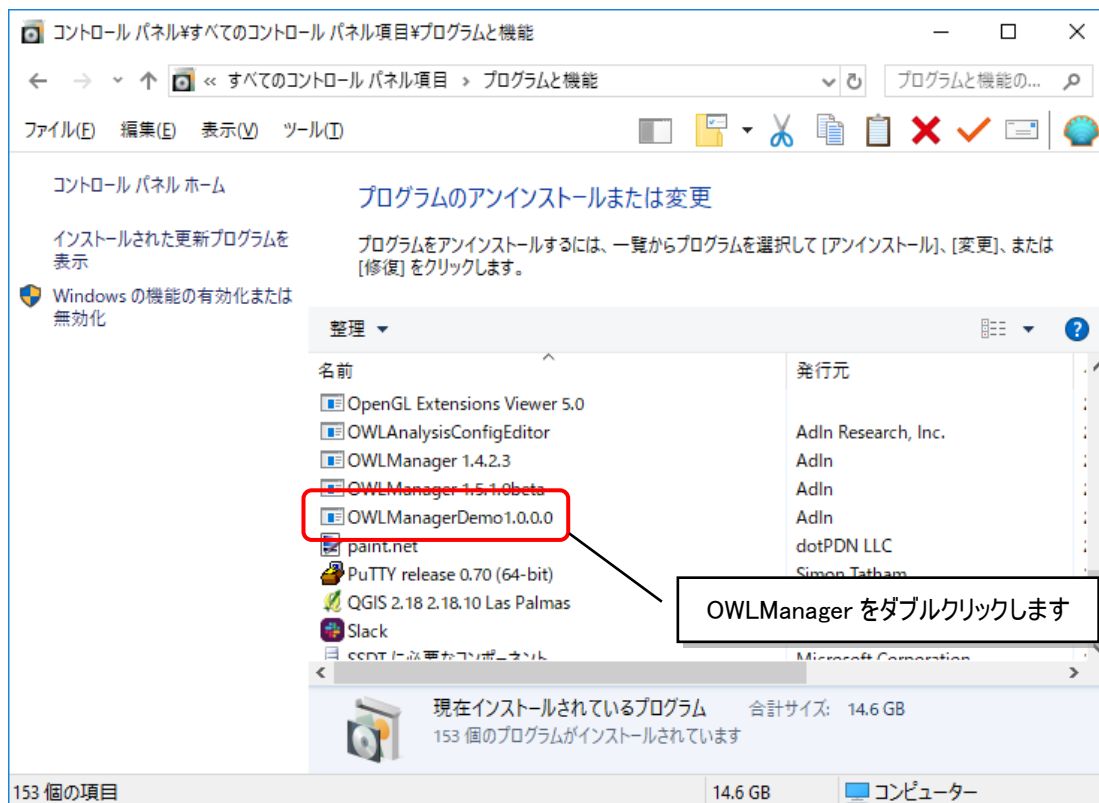 コントロール パネル¥すべてのコントロール パネル項目¥プログラムと機能
« すべてのコントロール パネル項目 › プログラムと機能
プログラムと機能の...
ファイル(F) 編集(E) 表示(V) ツール(T)
コントロール パネル ホーム
インストールされた更新プログラムを
表示
Windows の機能の有効化または
無効化
プログラムのアンインストールまたは変更
プログラムをアンインストールするには、一覧からプログラムを選択して [アンインストール]、[変更]、または
[修復] をクリックします。
整理
名前 発行元
OpenGL Extensions Viewer 5.0
OWLAnalysisConfigEditor AdIn Research, Inc.
OWLManager 1.4.2.3 AdIn
OWLManager 1.5.1.0beta AdIn
OWLManagerDemo1.0.0.0 AdIn
paint.net dotPDN LLC
PuTTY release 0.70 (64-bit) Simon Tatham
QGIS 2.18 2.18.10 Las Palmas
Slack
SSDT に必要なコンポーネント Microsoft Corporation
OWLManager をダブルクリックします
現在インストールされているプログラム 合計サイズ: 14.6 GB
153 個のプログラムがインストールされています
153 個の項目 14.6 GB コンピューター